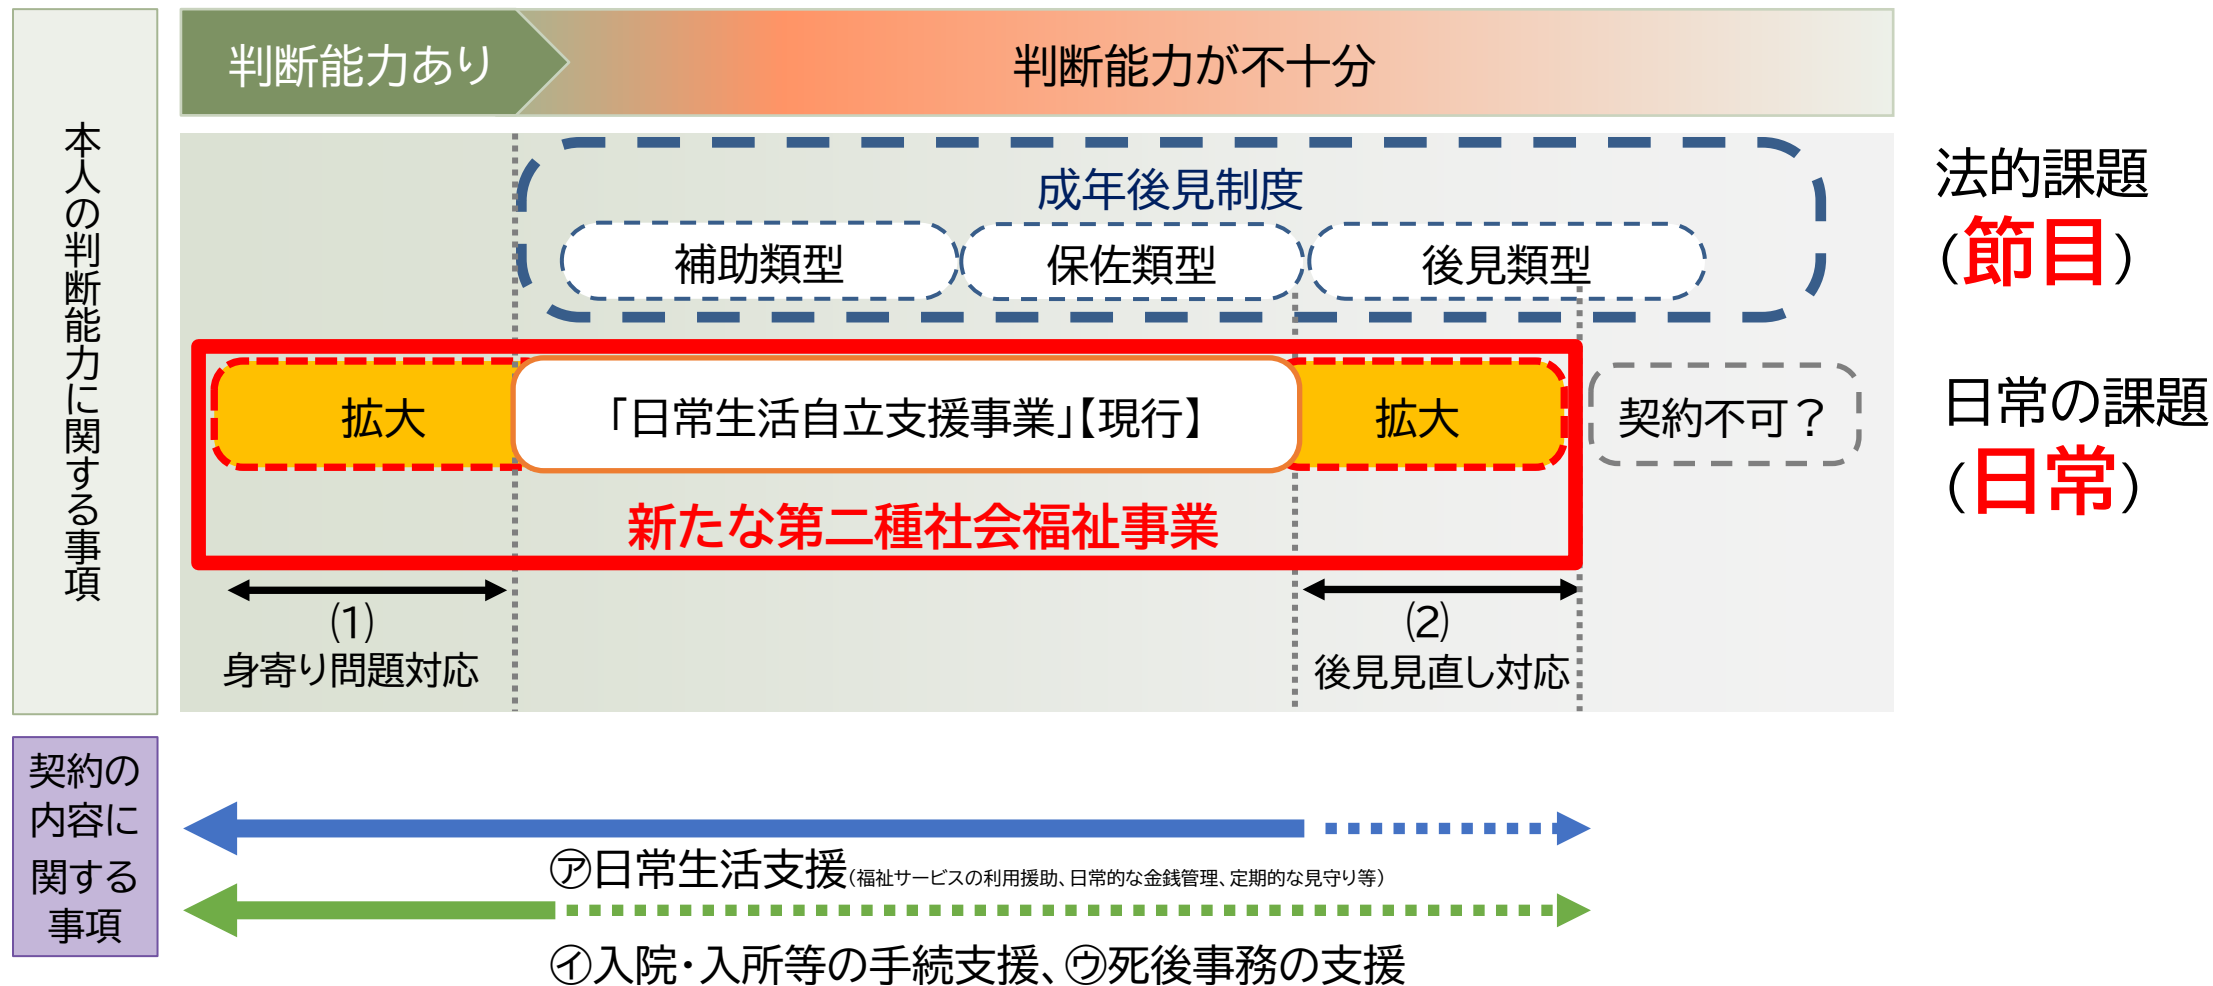 判断能力あり
判断能力が不十分
本人の判断能力に関する事項
成年後見制度
補助類型
保佐類型
後見類型
法的課題
（節目）
拡大
「日常生活自立支援事業」【現行】
拡大
契約不可？
日常の課題
（日常）
新たな第二種社会福祉事業
⑴
身寄り問題対応
⑵
後見見直し対応
契約の
内容に
関する
事項
㋐日常生活支援（福祉サービスの利用援助、日常的な金銭管理、定期的な見守り等）
㋑入院・入所等の手続支援、㋒死後事務の支援